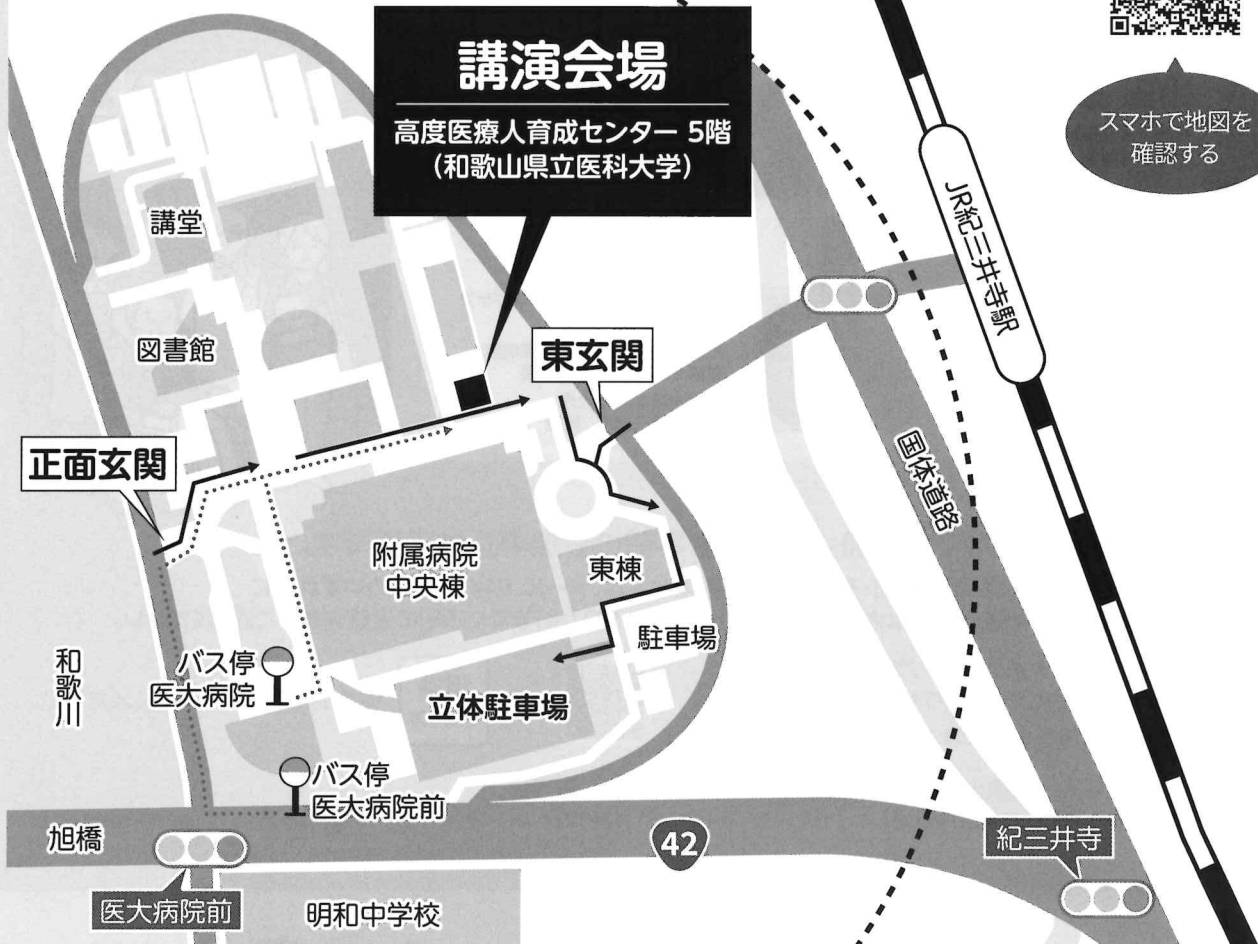 講演会場
高度医療人育成センター 5階
(和歌山県立医科大学)
スマホで地図を
確認する
JR紀三井寺駅
講堂
図書館
東玄関
正面玄関
国体道路
附属病院
中央棟
東棟
駐車場
和歌川
バス停
医大病院
立体駐車場
バス停
医大病院前
旭橋
42
紀三井寺
医大病院前
明和中学校